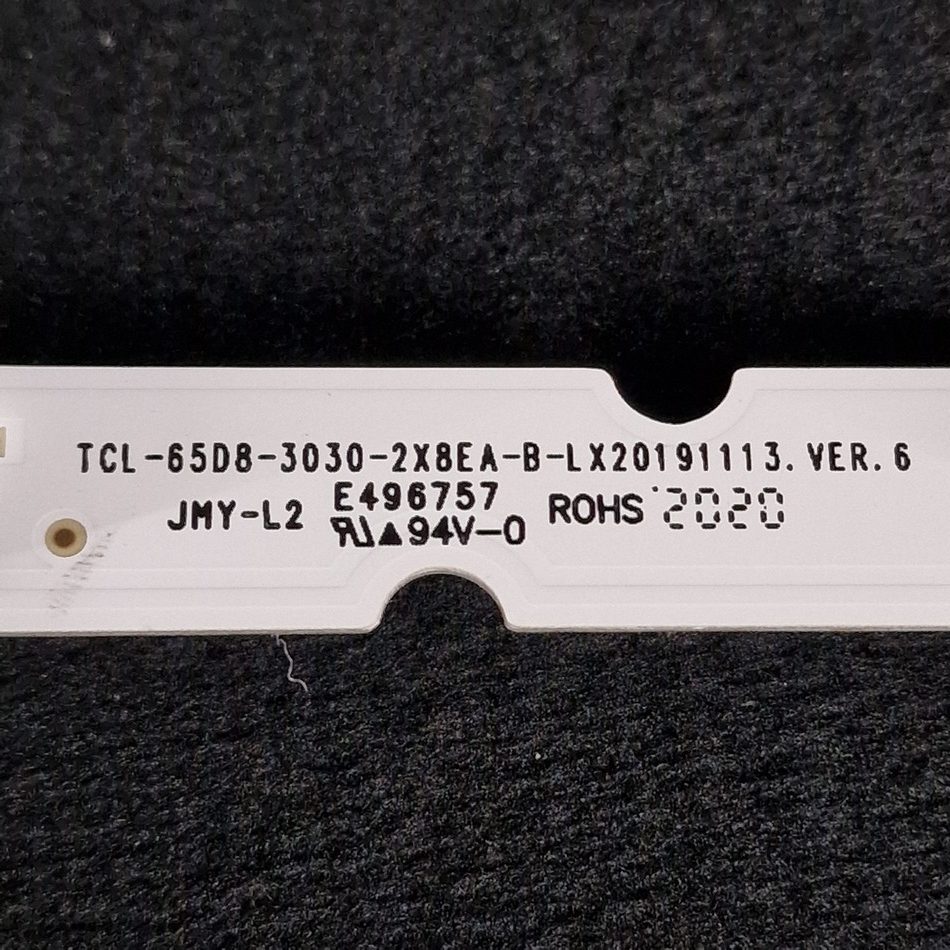 TCL-65D8-3030-2X8EA-B-LX20191113.VER.6
JMY-L2 E496757 ROHS 2020
94V-0